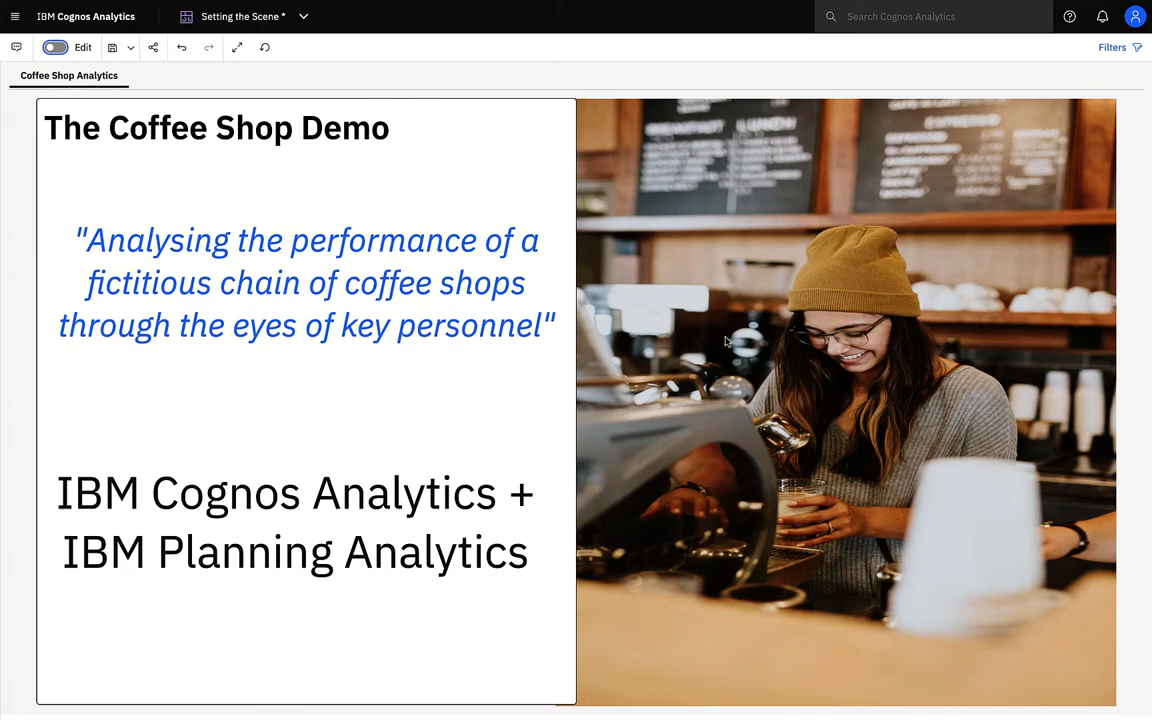 IBM Cognos Analytics
Setting the Scene *
Search Cognos Analytics
Edit
Filters
Coffee Shop Analytics
The Coffee Shop Demo
"Analysing the performance of a
fictitious chain of coffee shops
through the eyes of key personnel"
IBM Cognos Analytics +
IBM Planning Analytics